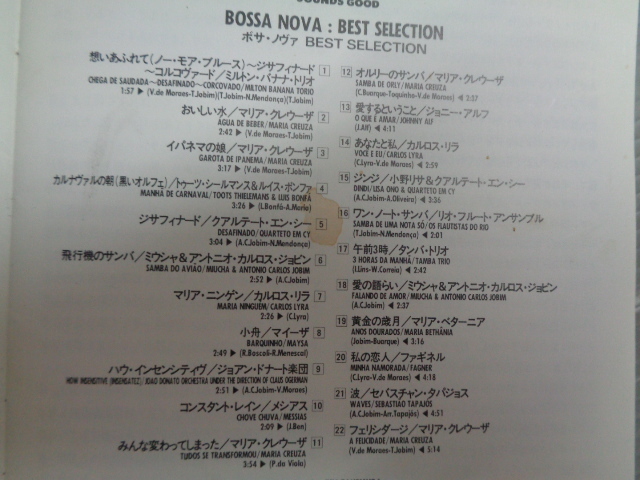 SOUNDS GOOD
BOSSA NOVA : BEST SELECTION
ボサ・ノヴァ BEST SELECTION
想いあふれて(ノー・モア・ブルース)〜ジサフィナード 1
〜コルコヴァード/ミルトン・バナナ・トリオ
CHEGA DE SAUDADA〜DESAFINADO〜CORCOVADO/MILTON BANANA TORIO
1:57 ▶ (V.de Moraes-T.Jobim)(T.Jobim-N.Mendonça)(T.Jobim)
おいしい水/マリア・クレウーザ 2
AGUA DE BEBER/MARIA CREUZA
2:42 ▶ (V.de Moraes-T.Jobim)
イパネマの娘/マリア・クレウーザ 3
GAROTA DE IPANEMA/MARIA CREUZA
3:17 ▶ (V.de Moraes-T.Jobim)
カルナヴァルの朝(黒いオルフェ)/トゥーツ・シールマンス&ルイス・ボンファ 4
MANHÃ DE CARNAVAL/TOOTS THIELEMANS & LUIS BONFÁ
3:26 ▶ (L.Bonfá-A.Maria)
ジサフィナード/クアルテート・エン・シー 5
DESAFINADO/QUARTETO EM CY
3:04 ▶ (A.C.Jobim-N.Mendonça)
飛行機のサンバ/ミウシャ&アントニオ・カルロス・ジョビン 6
SAMBA DO AVIÃO/MIUCHA & ANTONIO CARLOS JOBIM
2:52 ▶ (A.C.Jobim)
マリア・ニンゲン/カルロス・リラ 7
MARIA NINGUEM/CARLOS LYRA
2:26 ▶ (C.Lyra)
小舟/マイーザ 8
BARQUINHO/MAYSA
2:49 ▶ (R.Boscoli-R.Menescal)
ハウ・インセンシティヴ/ジョアン・ドナート楽団 9
HOW INSENSITIVE (INSENSATEZ)/JOAO DONATO ORCHESTRA UNDER THE DIRECTION OF CLAUS OGERMAN
2:51 ▶ (A.C.Jobim-V.Moraes)
コンスタント・レイン/メシアス 10
CHOVE CHUVA/MESSIAS
2:09 ▶ (J.Ben)
みんな変わってしまった/マリア・クレウーザ 11
TUDOS SE TRANSFORMOU/MARIA CREUZA
3:54 ▶ (P.da Viola)
12 オルリーのサンバ/マリア・クレウーザ
SAMBA DE ORLY/MARIA CREUZA
(C.Buarque-Toquinho-V.de Moraes) ◀ 2:37
13 愛するということ/ジョニー・アルフ
O QUE É AMAR/JOHNNY ALF
(J.Alf) ◀ 4:11
14 あなたと私/カルロス・リラ
VOCÊ E EU/CARLOS LYRA
(C.Lyra-V.de Moraes) ◀ 2:59
15 ジンジ/小野リサ&クアルテート・エン・シー
DINDI/LISA ONO & QUARTETO EM CY
(A.C.Jobim-A.Oliveira) ◀ 3:36
16 ワン・ノート・サンバ/リオ・フルート・アンサンブル
SAMBA DE UMA NOTA SÓ/OS FLAUTISTAS DO RIO
(T.Jobim-N.Mendonça) ◀ 2:01
17 午前3時/タンバ・トリオ
3 HORAS DA MANHÃ/TAMBA TRIO
(I.Lins-W.Correia) ◀ 2:42
18 愛の語らい/ミウシャ&アントニオ・カルロス・ジョビン
FALANDO DE AMOR/MIUCHA & ANTONIO CARLOS JOBIM
(A.C.Jobim) ◀ 2:37
19 黄金の歳月/マリア・ベターニア
ANOS DOURADOS/MARIA BETHÂNIA
(Jobim-Buarque) ◀ 3:16
20 私の恋人/ファギネル
MINHA NAMORADA/FAGNER
(C.Lyra-V.de Moraes) ◀ 4:18
21 波/セバスチャン・タパジョス
WAVES/SEBASTIAO TAPAJÓS
(A.C.Jobim-Arr.Tapajós) ◀ 4:51
22 フェリシダージ/マリア・クレウーザ
A FELICIDADE/MARIA CREUZA
(V.de Moraes-T.Jobim) ◀ 5:14